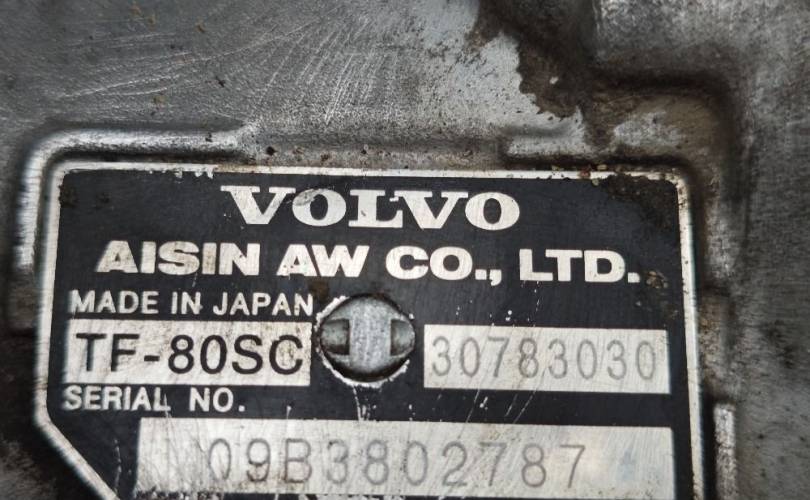 VOLVO
AISIN AW CO., LTD.
MADE IN JAPAN
TF-80SC 30783030
SERIAL NO.
09B3802787